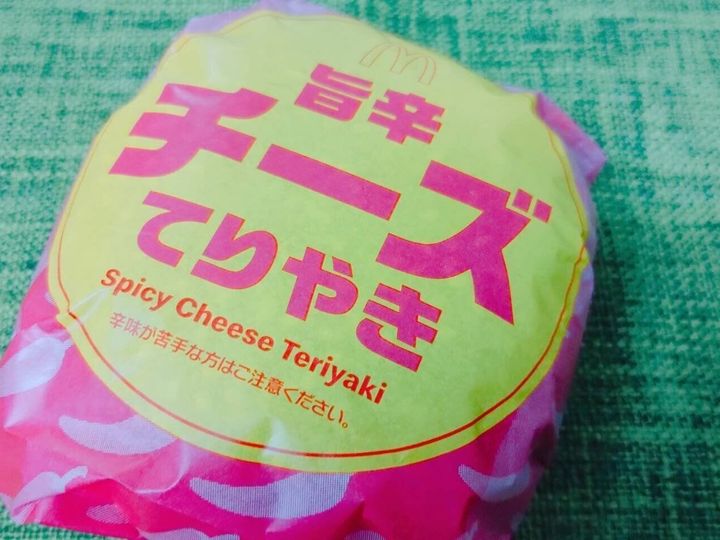 旨辛
チーズ
てりやき
Spicy Cheese Teriyaki
辛味が苦手な方はご注意ください。